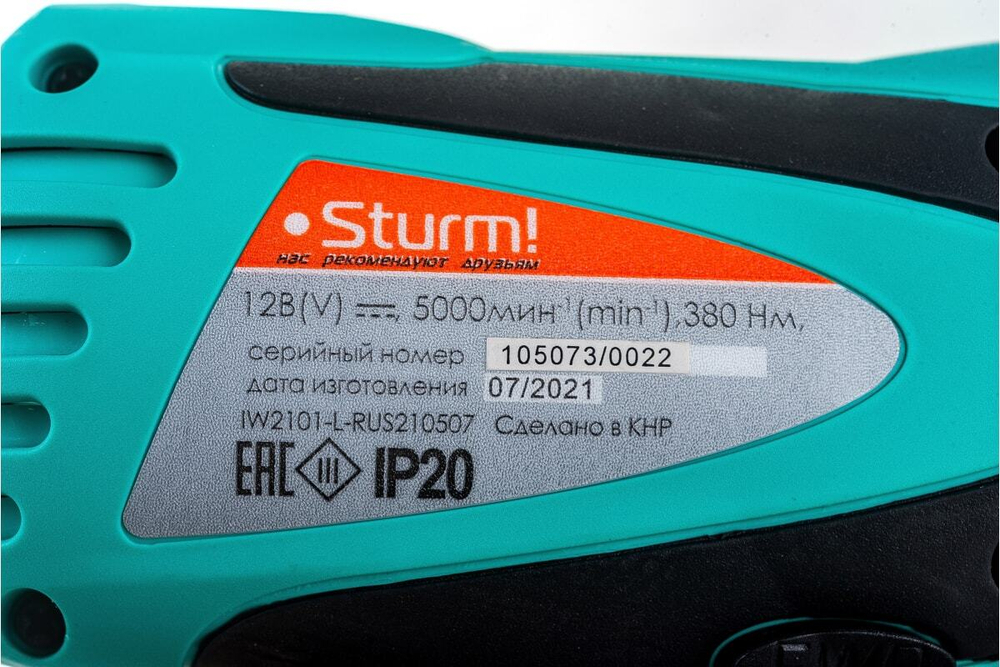 Sturm!
нас рекомендуют друзьям
12В(V) ⎓, 5000мин⁻¹(min⁻¹),380 Нм,
серийный номер 105073/0022
дата изготовления 07/2021
IW2101-L-RUS210507 Сделано в КНР
EAC III IP20